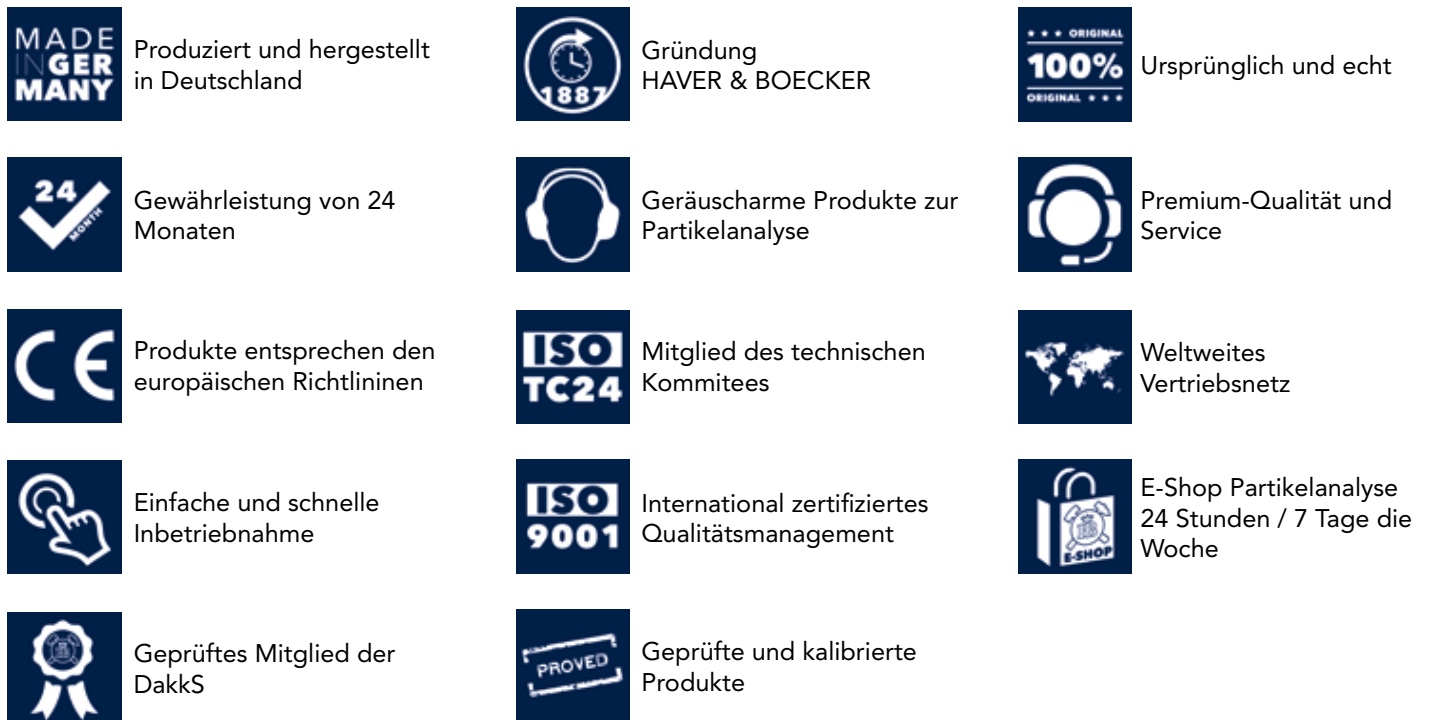 MADE
INGER
MANY
Produziert und hergestellt
in Deutschland
1887
Gründung
HAVER & BOECKER
★ ★ ★ ORIGINAL
100%
ORIGINAL ★ ★ ★
Ursprünglich und echt
24
MONTH
Gewährleistung von 24
Monaten
Geräuscharme Produkte zur
Partikelanalyse
Premium-Qualität und
Service
CE
Produkte entsprechen den
europäischen Richtlininen
ISO
TC24
Mitglied des technischen
Kommitees
Weltweites
Vertriebsnetz
Einfache und schnelle
Inbetriebnahme
ISO
9001
International zertifiziertes
Qualitätsmanagement
E-SHOP
E-Shop Partikelanalyse
24 Stunden / 7 Tage die
Woche
Geprüftes Mitglied der
DakkS
PROVED
Geprüfte und kalibrierte
Produkte